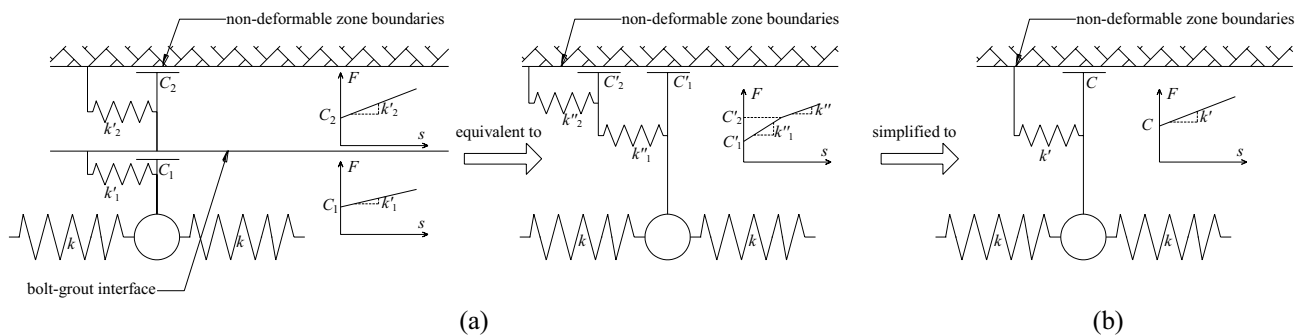 non-deformable zone boundaries
C₂
k′₂
F
C₂
k′₂
s
C₁
k′₁
F
C₁
k′₁
s
k
k
bolt-grout interface
equivalent to
non-deformable zone boundaries
C′₂
C′₁
k″₂
k″₁
F
C′₂
C′₁
k″
k″₁
s
k
k
(a)
simplified to
non-deformable zone boundaries
C
k′
F
C
k′
s
k
k
(b)